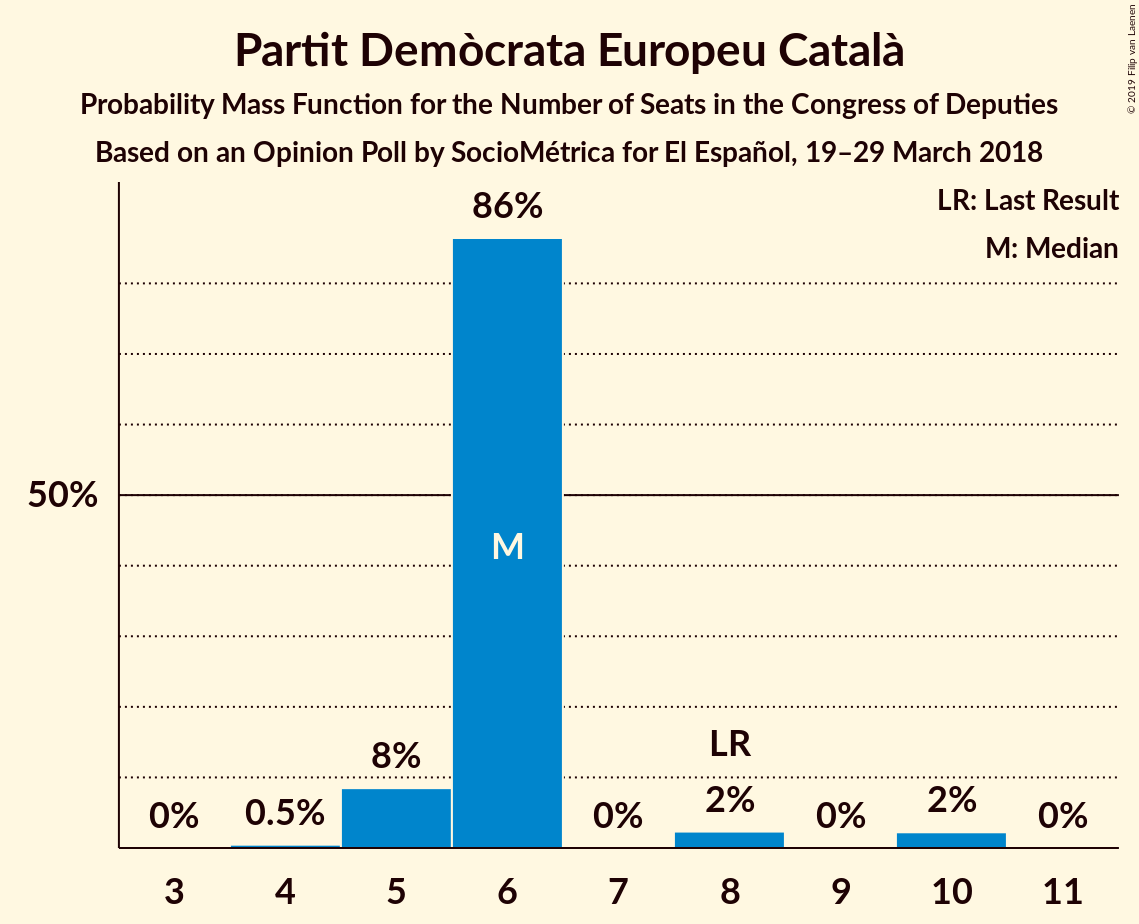 Partit Demòcrata Europeu Català
Probability Mass Function for the Number of Seats in the Congress of Deputies
Based on an Opinion Poll by SocioMétrica for El Español, 19–29 March 2018
© 2019 Filip van Laenen
LR: Last Result
M: Median
86%
50%
M
LR
8%
2%
2%
0%
0.5%
0%
0%
0%
3 4 5 6 7 8 9 10 11